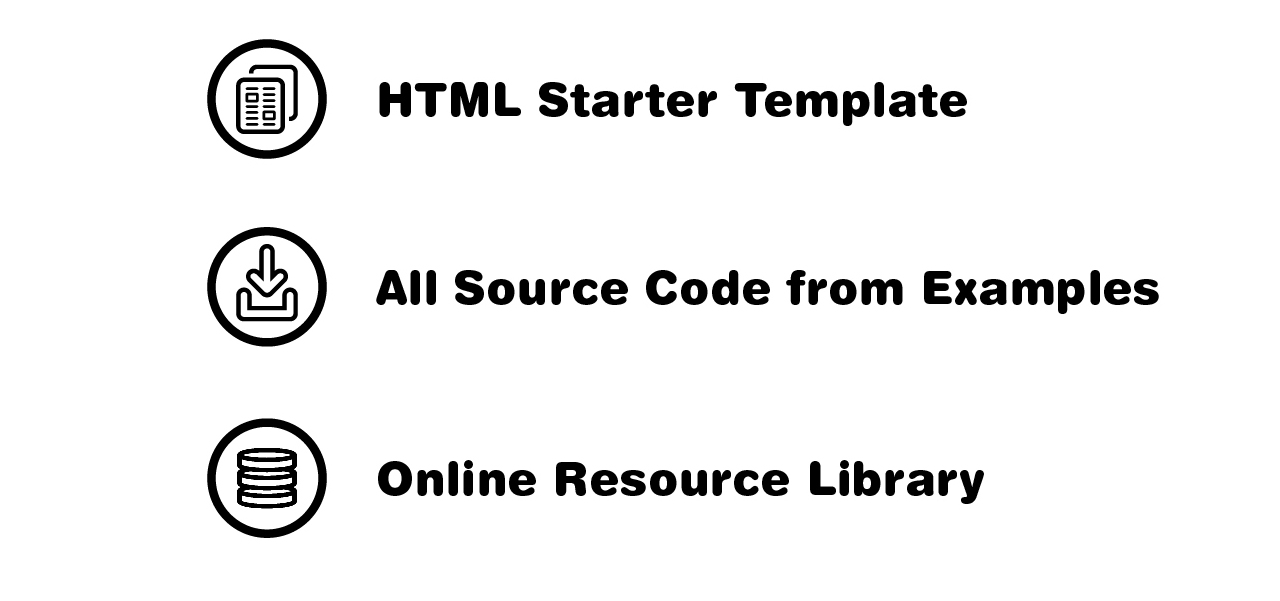 HTML Starter Template
All Source Code from Examples
Online Resource Library